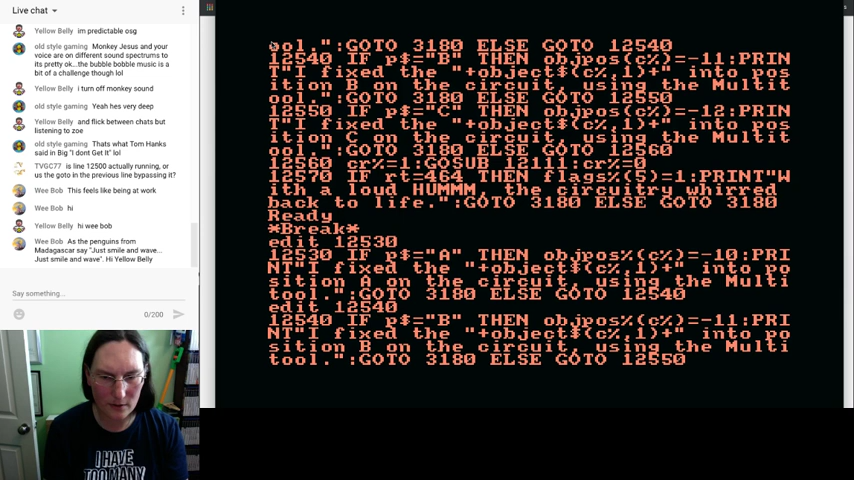 Live chat
Yellow Belly im predictable osg
old style gaming Monkey Jesus and your
voice are on different sound spectrums to
its pretty ok...the bubble bobble music is a
bit of a challenge though lol
Yellow Belly i turn off monkey sound
old style gaming Yeah hes very deep
Yellow Belly and flick between chats but
listening to zoe
old style gaming Thats what Tom Hanks
said in Big "I dont Get It" lol
TVGC77 is line 12500 actually running, or
us the goto in the previous line bypassing it?
Wee Bob This feels like being at work
Wee Bob hi
Yellow Belly hi wee bob
Wee Bob As the penguins from
Madagascar say "Just smile and wave...
Just smile and wave". Hi Yellow Belly
Say something...
0/200
ool.":GOTO 3180 ELSE GOTO 12540
12540 IF p$="B" THEN objpos%(c%)=-11:PRIN
T"I fixed the "+object$(c%,1)+" into pos
ition B on the circuit, using the Multit
ool.":GOTO 3180 ELSE GOTO 12550
12550 IF p$="C" THEN objpos%(c%)=-12:PRIN
T"I fixed the "+object$(c%,1)+" into pos
ition C on the circuit, using the Multit
ool.":GOTO 3180 ELSE GOTO 12560
12560 cr%=1:GOSUB 12111:cr%=0
12570 IF rt=464 THEN flags%(5)=1:PRINT"W
ith a loud HUMMM, the circuitry whirred
back to life.":GOTO 3180 ELSE GOTO 3180
Ready
*Break*
edit 12530
12530 IF p$="A" THEN objpos%(c%)=-10:PRI
NT"I fixed the "+object$(c%,1)+" into po
sition A on the circuit, using the Multi
tool.":GOTO 3180 ELSE GOTO 12540
edit 12540
12540 IF p$="B" THEN objpos%(c%)=-11:PRI
NT"I fixed the "+object$(c%,1)+" into po
sition B on the circuit, using the Multi
tool.":GOTO 3180 ELSE GOTO 12550
I HAVE
TOO MANY